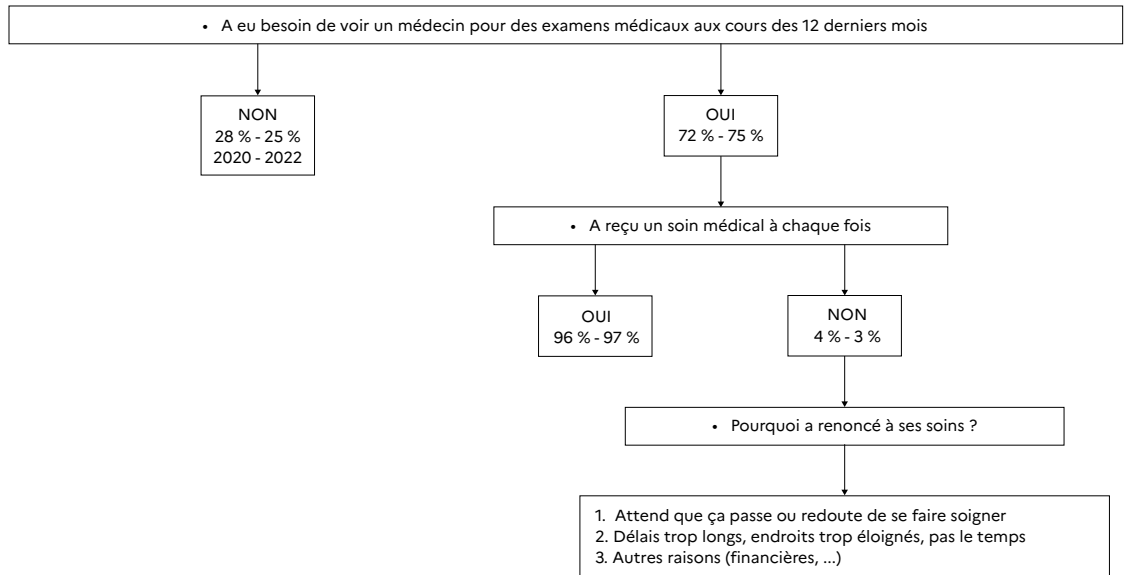 • A eu besoin de voir un médecin pour des examens médicaux aux cours des 12 derniers mois
NON
28 % - 25 %
2020 - 2022
OUI
72 % - 75 %
• A reçu un soin médical à chaque fois
OUI
96 % - 97 %
NON
4 % - 3 %
• Pourquoi a renoncé à ses soins ?
1. Attend que ça passe ou redoute de se faire soigner
2. Délais trop longs, endroits trop éloignés, pas le temps
3. Autres raisons (financières, ...)